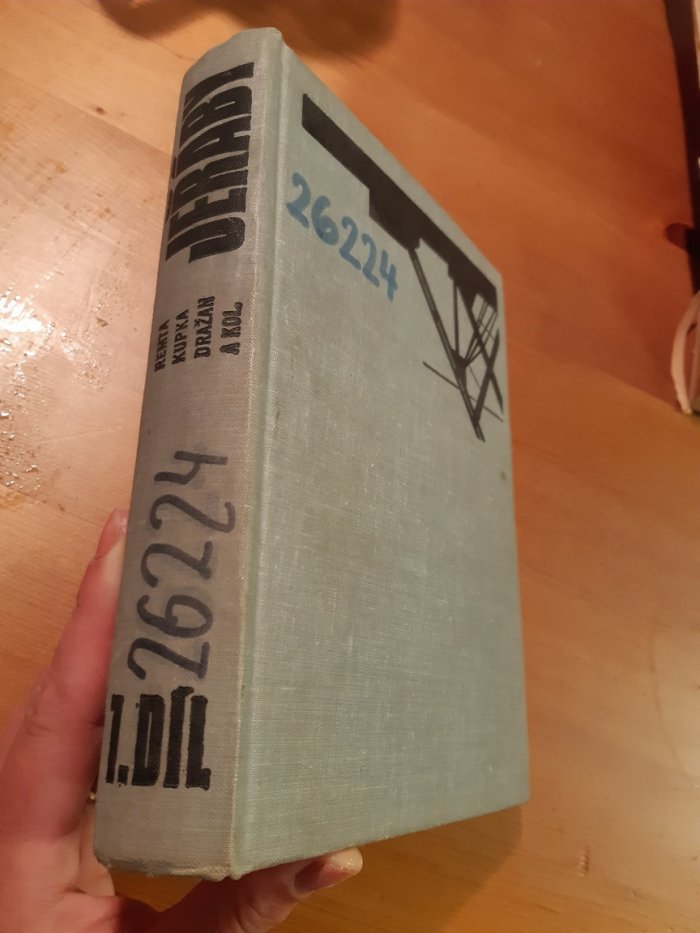 JEŘÁBY
REMTA
KUPKA
DRAŽAN
A KOL.
26224
1. DÍL
26224